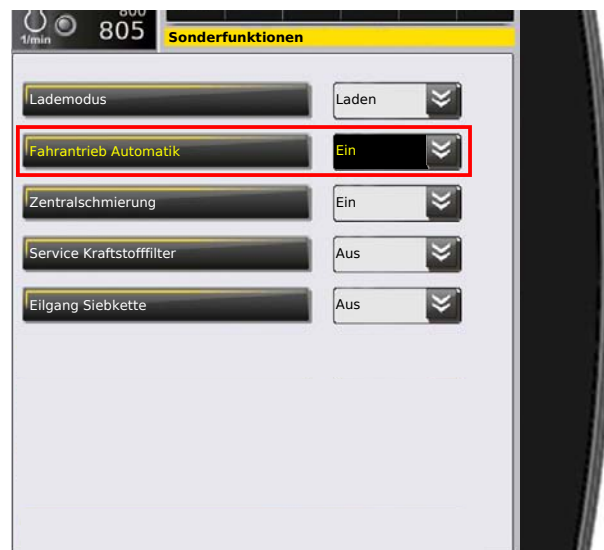 800
1/min 805
Sonderfunktionen
Lademodus Laden
Fahrantrieb Automatik Ein
Zentralschmierung Ein
Service Kraftstofffilter Aus
Eilgang Siebkette Aus